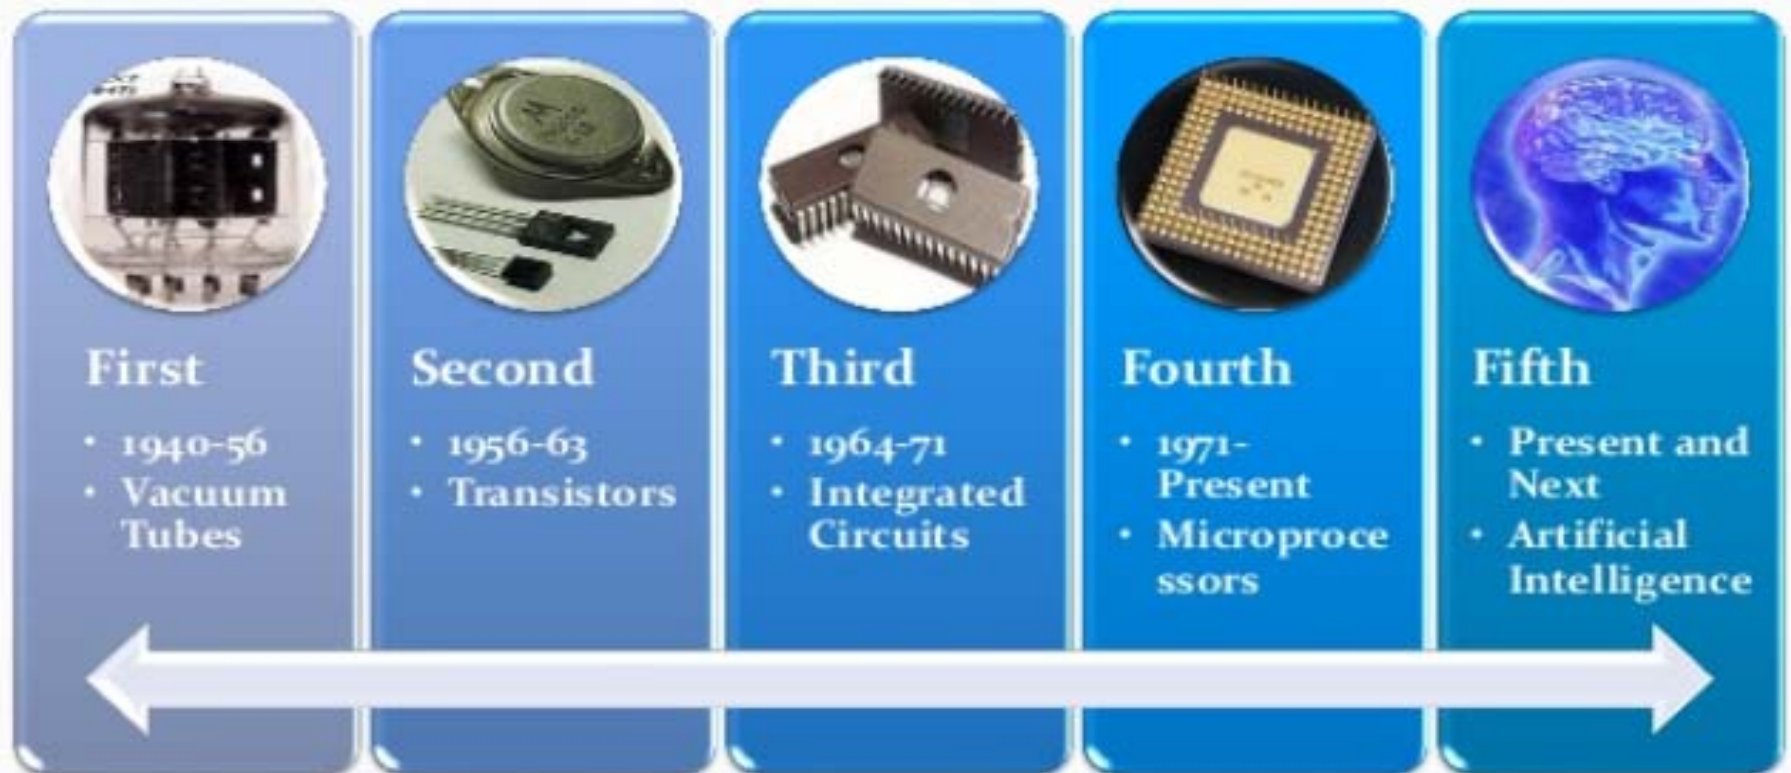 First
• 1940-56
• Vacuum
Tubes
Second
• 1956-63
• Transistors
Third
• 1964-71
• Integrated
Circuits
Fourth
• 1971-
Present
• Microproce
ssors
Fifth
• Present and
Next
• Artificial
Intelligence